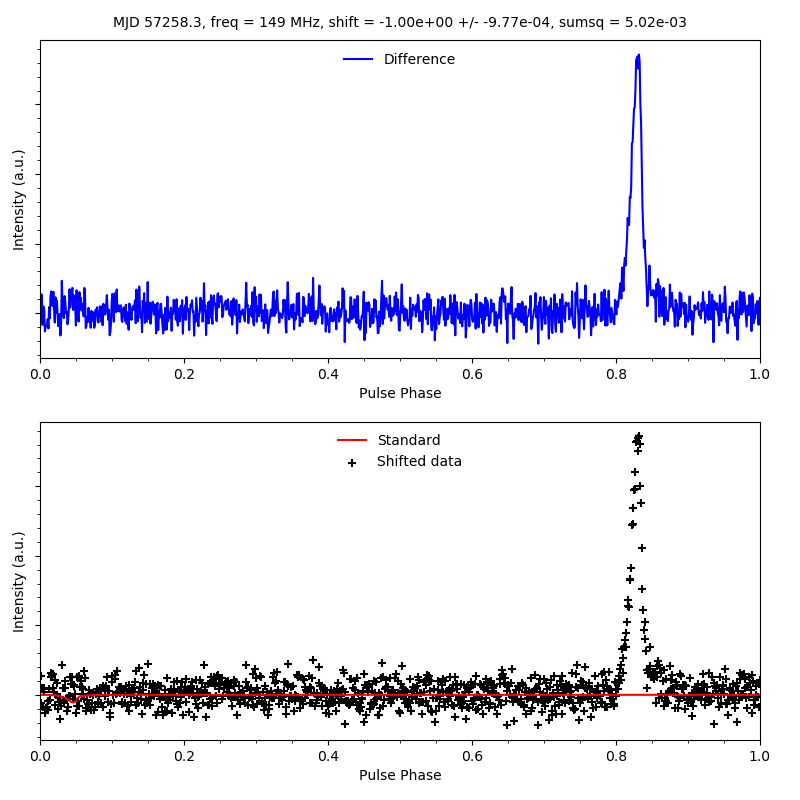 MJD 57258.3, freq = 149 MHz, shift = -1.00e+00 +/- -9.77e-04, sumsq = 5.02e-03
Difference
Intensity (a.u.)
0.0 0.2 0.4 0.6 0.8 1.0
Pulse Phase
Standard
Shifted data
Intensity (a.u.)
0.0 0.2 0.4 0.6 0.8 1.0
Pulse Phase